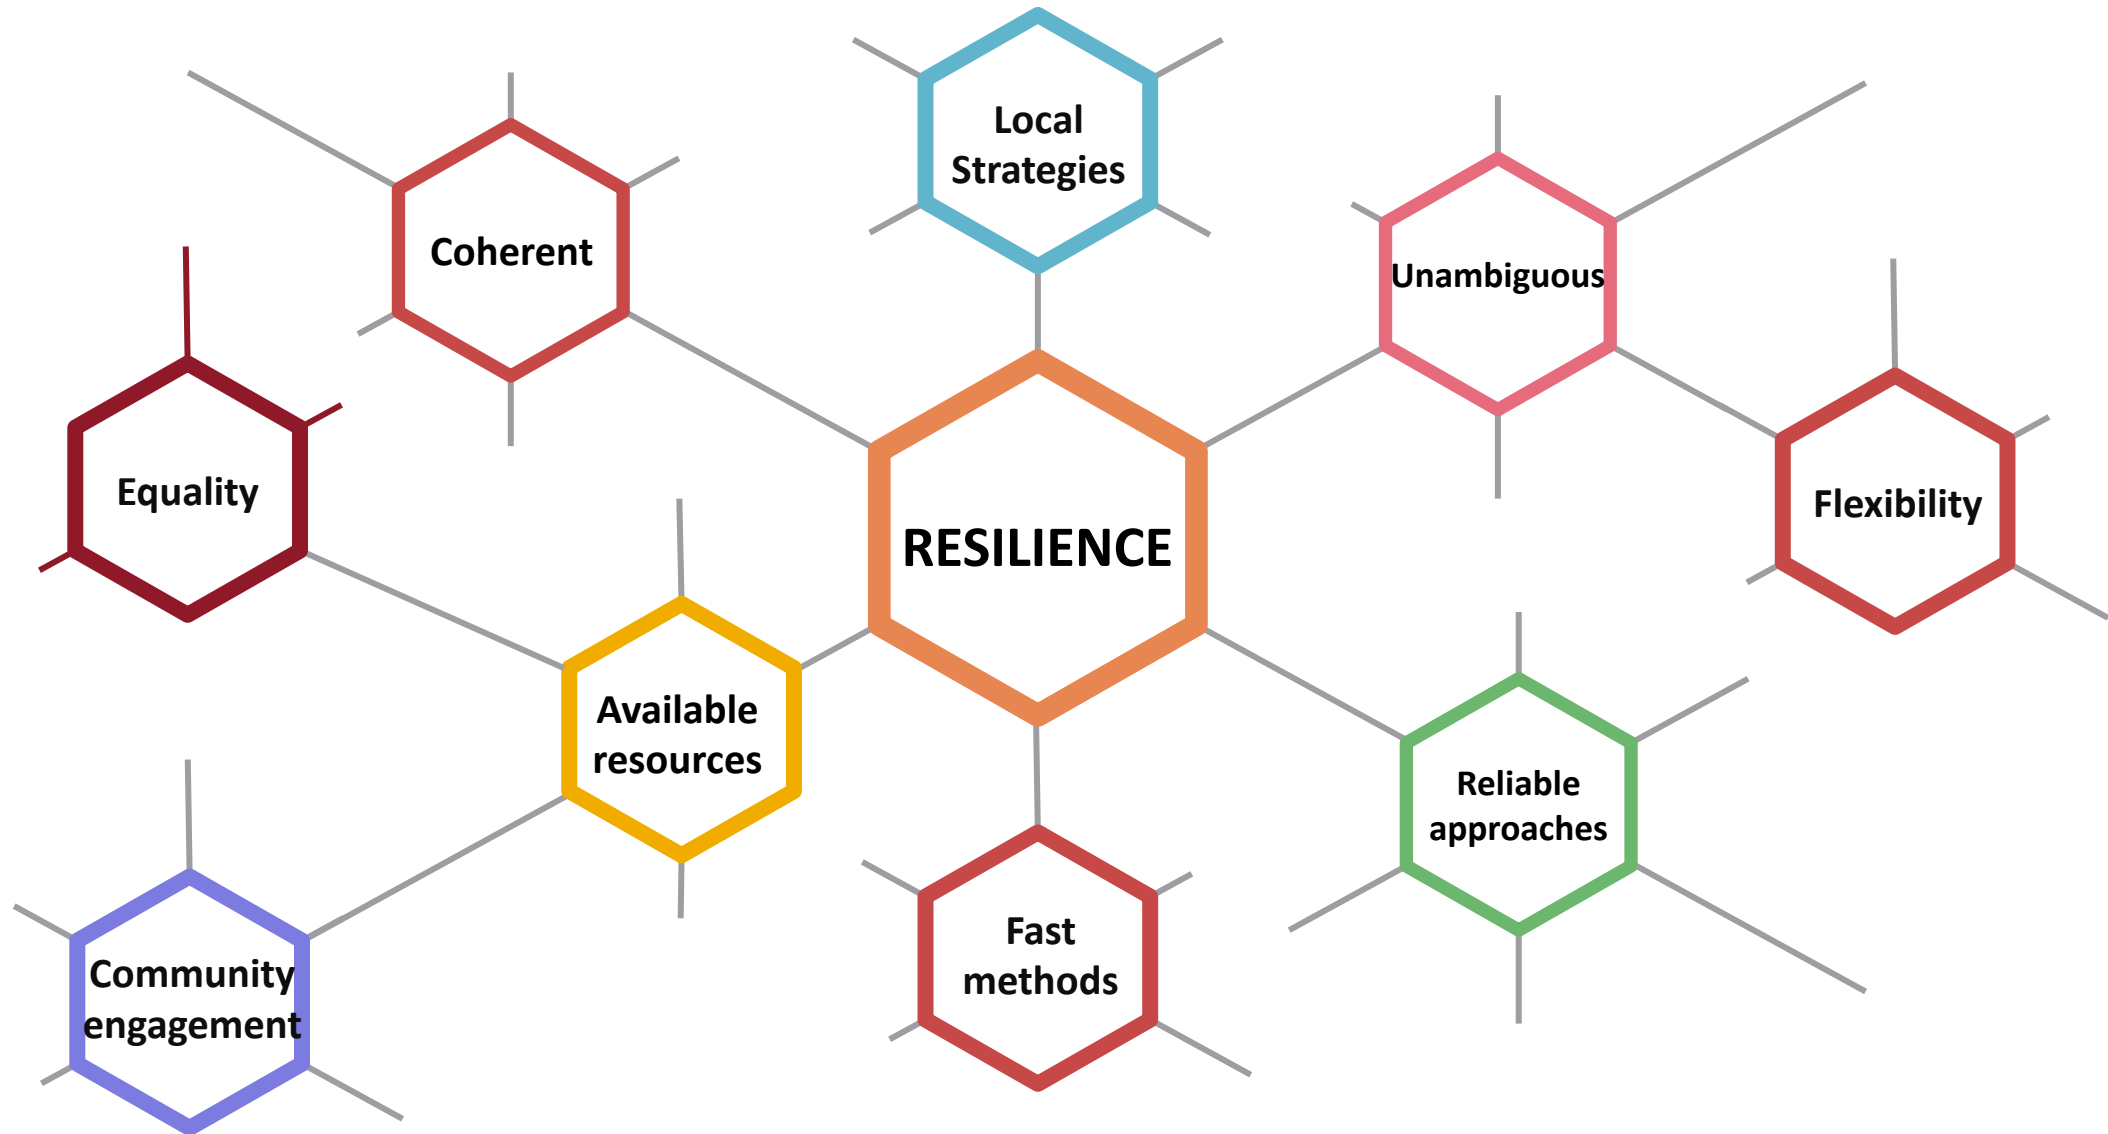 Local
Strategies
Coherent
Unambiguous
Equality
Flexibility
RESILIENCE
Available
resources
Reliable
approaches
Fast
methods
Community
engagement